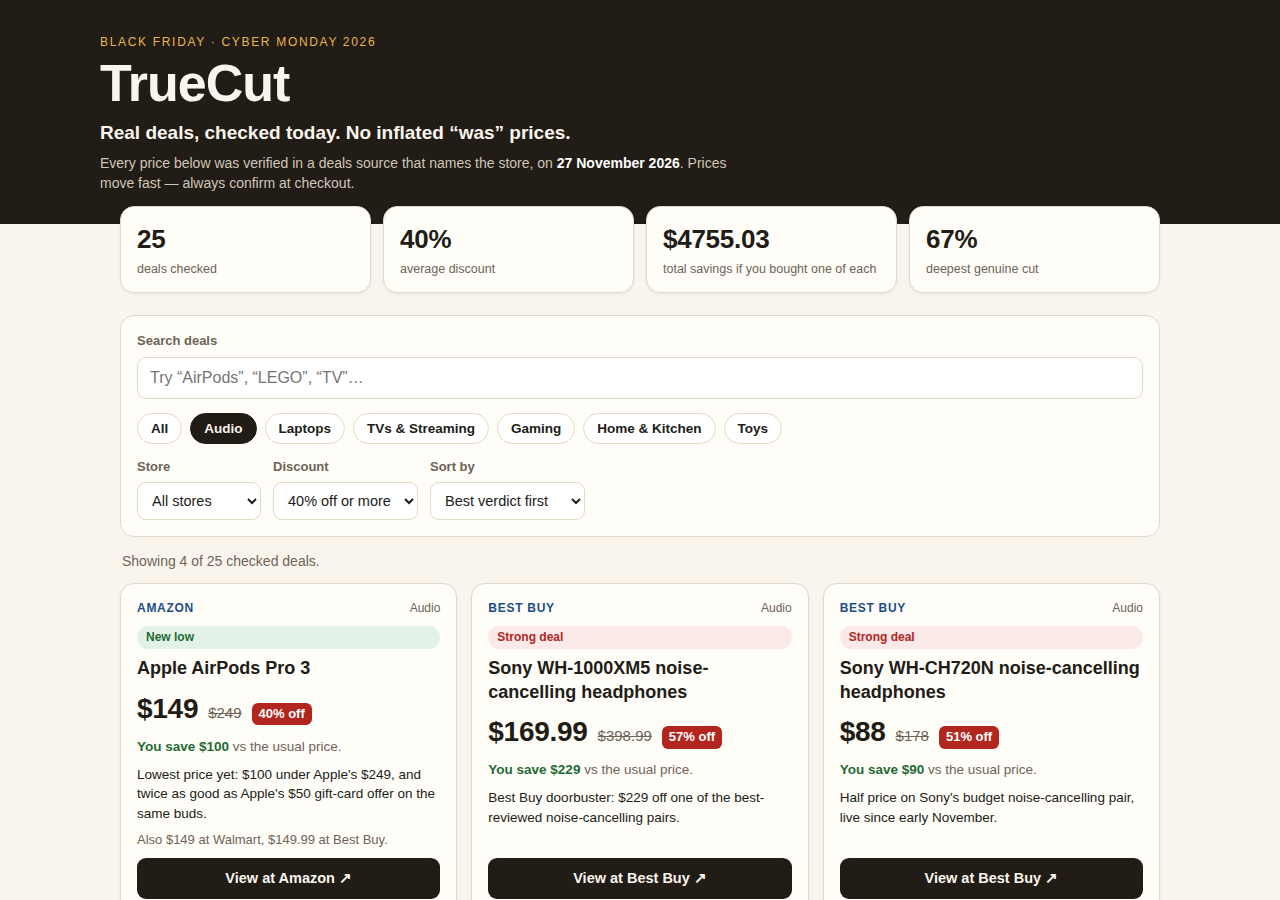 BLACK FRIDAY · CYBER MONDAY 2026
TrueCut
Real deals, checked today. No inflated “was” prices.
Every price below was verified in a deals source that names the store, on 27 November 2026. Prices
move fast — always confirm at checkout.
25
deals checked
40%
average discount
$4755.03
total savings if you bought one of each
67%
deepest genuine cut
Search deals
Try “AirPods”, “LEGO”, “TV”…
All
Audio
Laptops
TVs & Streaming
Gaming
Home & Kitchen
Toys
Store
Discount
Sort by
All stores
40% off or more
Best verdict first
Showing 4 of 25 checked deals.
AMAZON
Audio
New low
Apple AirPods Pro 3
$149 $249 40% off
You save $100 vs the usual price.
Lowest price yet: $100 under Apple's $249, and
twice as good as Apple's $50 gift-card offer on the
same buds.
Also $149 at Walmart, $149.99 at Best Buy.
View at Amazon ↗
BEST BUY
Audio
Strong deal
Sony WH-1000XM5 noise-
cancelling headphones
$169.99 $398.99 57% off
You save $229 vs the usual price.
Best Buy doorbuster: $229 off one of the best-
reviewed noise-cancelling pairs.
View at Best Buy ↗
BEST BUY
Audio
Strong deal
Sony WH-CH720N noise-cancelling
headphones
$88 $178 51% off
You save $90 vs the usual price.
Half price on Sony's budget noise-cancelling pair,
live since early November.
View at Best Buy ↗